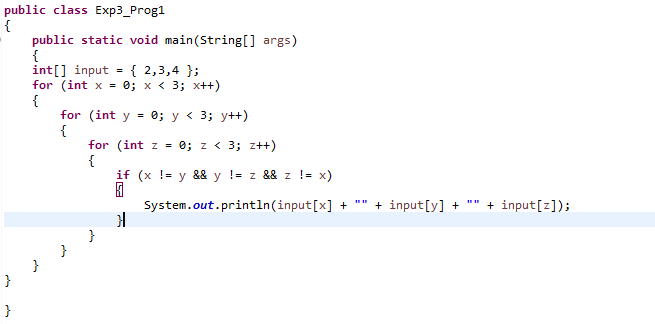 public class Exp3_Prog1
{
    public static void main(String[] args)
    {
    int[] input = { 2,3,4 };
    for (int x = 0; x < 3; x++)
    {
        for (int y = 0; y < 3; y++)
        {
            for (int z = 0; z < 3; z++)
            {
                if (x != y && y != z && z != x)
                {
                    System.out.println(input[x] + "" + input[y] + "" + input[z]);
                }
            }
        }
    }
}

}